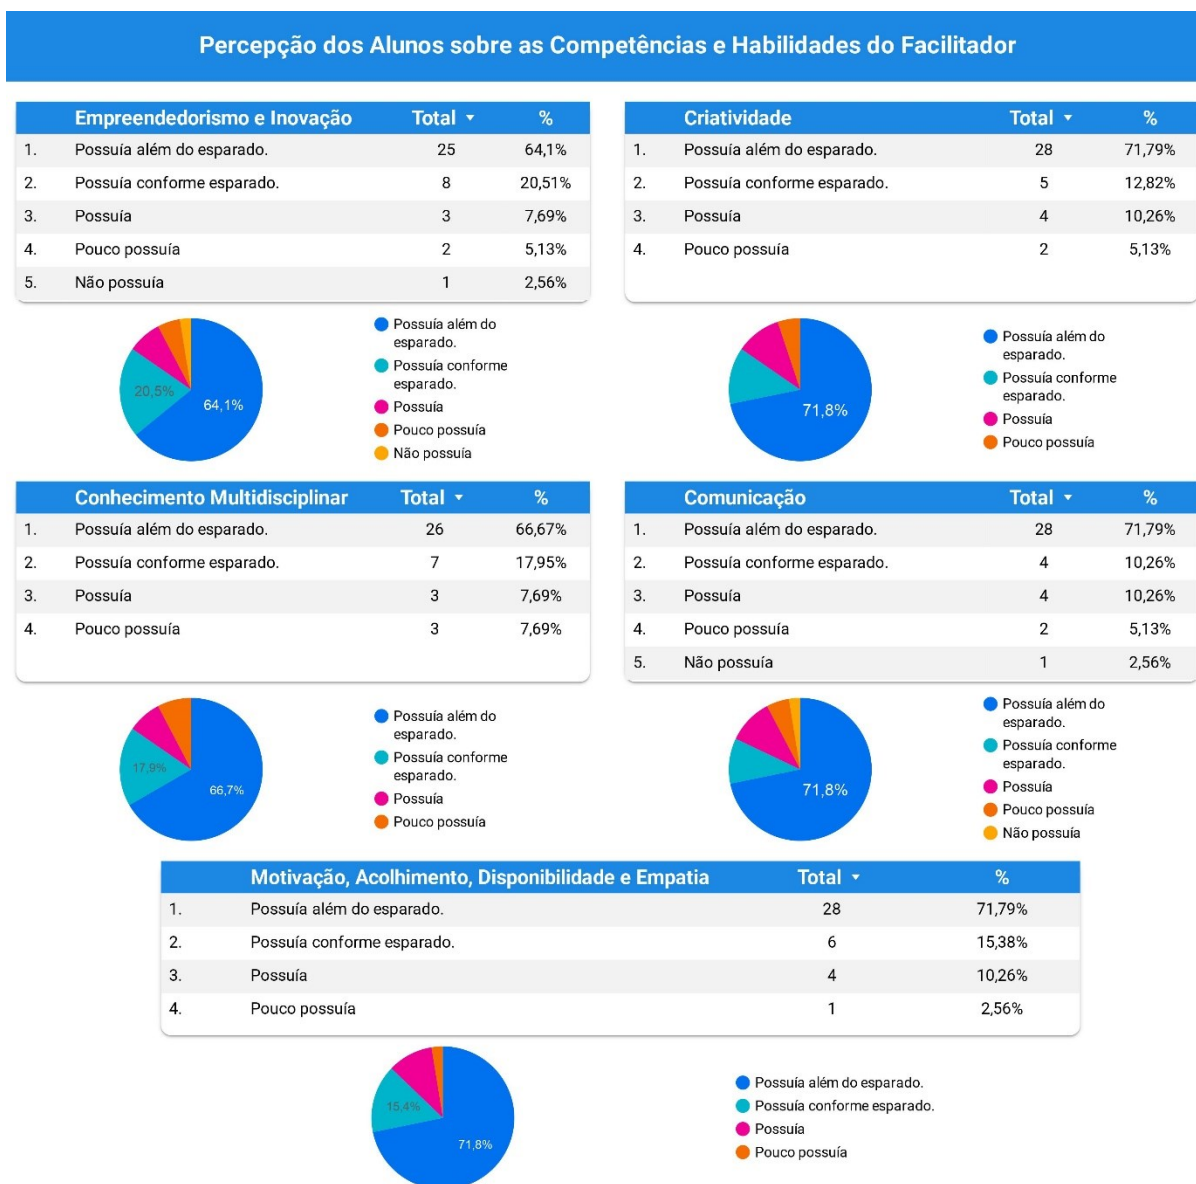 Percepção dos Alunos sobre as Competências e Habilidades do Facilitador
Empreendedorismo e Inovação Total %
1. Possuía além do esparado. 25 64,1%
2. Possuía conforme esparado. 8 20,51%
3. Possuía 3 7,69%
4. Pouco possuía 2 5,13%
5. Não possuía 1 2,56%
20,5%
64,1%
Possuía além do
esparado.
Possuía conforme
esparado.
Possuía
Pouco possuía
Não possuía
Criatividade Total %
1. Possuía além do esparado. 28 71,79%
2. Possuía conforme esparado. 5 12,82%
3. Possuía 4 10,26%
4. Pouco possuía 2 5,13%
71,8%
Possuía além do
esparado.
Possuía conforme
esparado.
Possuía
Pouco possuía
Conhecimento Multidisciplinar Total %
1. Possuía além do esparado. 26 66,67%
2. Possuía conforme esparado. 7 17,95%
3. Possuía 3 7,69%
4. Pouco possuía 3 7,69%
17,9%
66,7%
Possuía além do
esparado.
Possuía conforme
esparado.
Possuía
Pouco possuía
Comunicação Total %
1. Possuía além do esparado. 28 71,79%
2. Possuía conforme esparado. 4 10,26%
3. Possuía 4 10,26%
4. Pouco possuía 2 5,13%
5. Não possuía 1 2,56%
71,8%
Possuía além do
esparado.
Possuía conforme
esparado.
Possuía
Pouco possuía
Não possuía
Motivação, Acolhimento, Disponibilidade e Empatia Total %
1. Possuía além do esparado. 28 71,79%
2. Possuía conforme esparado. 6 15,38%
3. Possuía 4 10,26%
4. Pouco possuía 1 2,56%
15,4%
71,8%
Possuía além do esparado.
Possuía conforme esparado.
Possuía
Pouco possuía